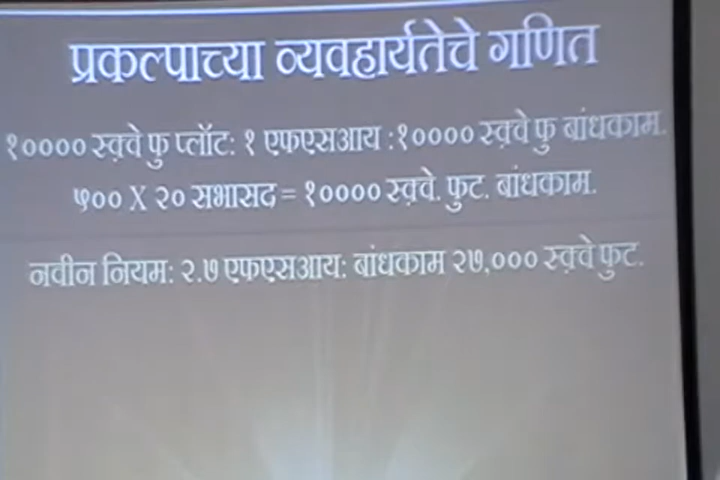 प्रकल्पाच्या व्यवहार्यतेचे गणित
१०००० स्क़्वे फु प्लॉट: १ एफएसआय :१०००० स्क़्वे फु बांधकाम.
५०० X २० सभासद = १०००० स्क़्वे. फुट. बांधकाम.
नवीन नियम: २.७ एफएसआय: बांधकाम २७,००० स्क़्वे फुट.